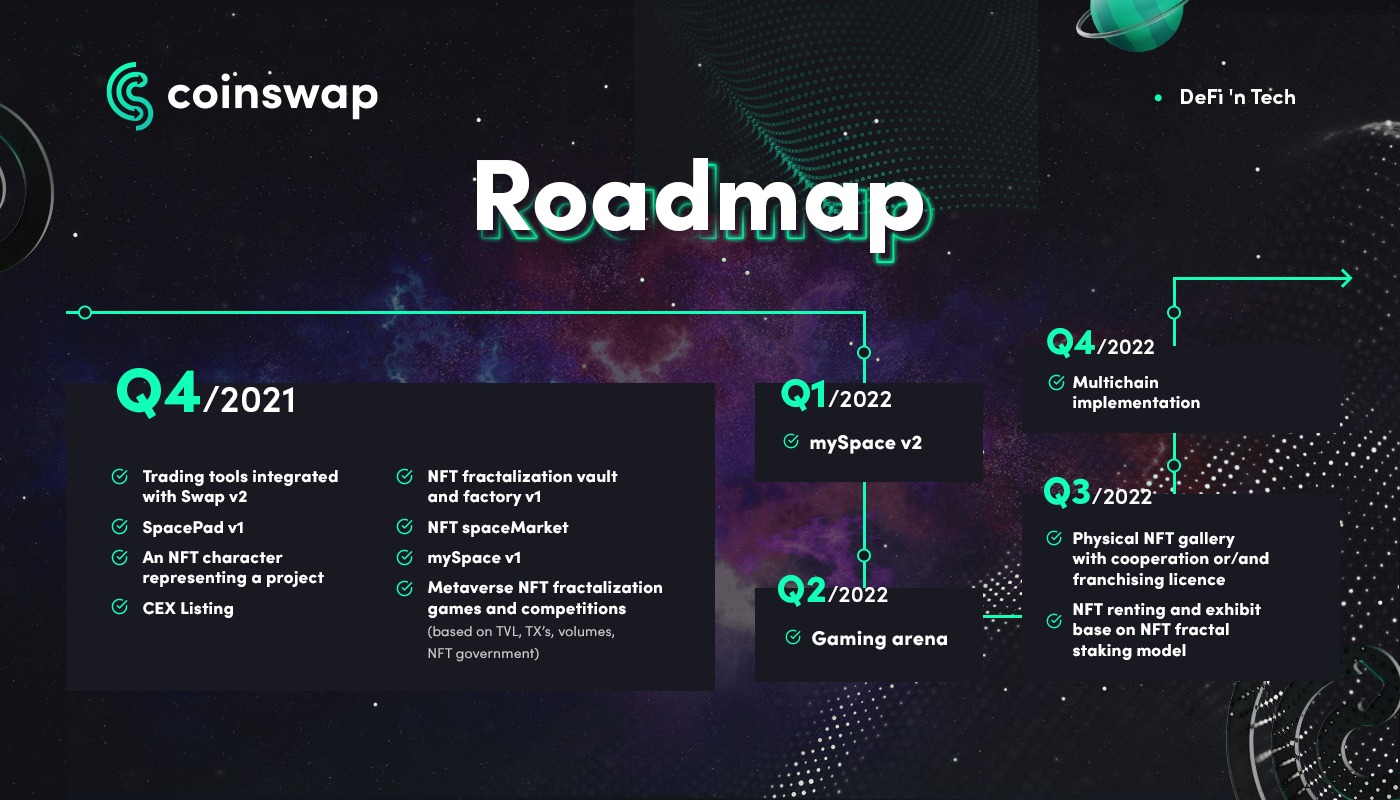 coinswap
DeFi 'n Tech
Roadmap
Q4/2021
Trading tools integrated
with Swap v2
SpacePad v1
An NFT character
representing a project
CEX Listing
NFT fractalization vault
and factory v1
NFT spaceMarket
mySpace v1
Metaverse NFT fractalization
games and competitions
(based on TVL, TX's, volumes,
NFT government)
Q1/2022
mySpace v2
Q2/2022
Gaming arena
Q3/2022
Physical NFT gallery
with cooperation or/and
franchising licence
NFT renting and exhibit
base on NFT fractal
staking model
Q4/2022
Multichain
implementation